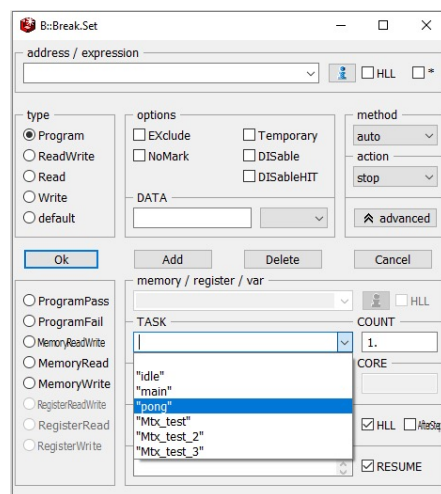 B::Break.Set
address / expression
HLL
*
type
Program
ReadWrite
Read
Write
default
options
EXclude
Temporary
NoMark
DISable
DISableHIT
DATA
method
auto
action
stop
advanced
Ok
Add
Delete
Cancel
ProgramPass
ProgramFail
MemoryReadWrite
MemoryRead
MemoryWrite
RegisterReadWrite
RegisterRead
RegisterWrite
memory / register / var
HLL
TASK
"idle"
"main"
"pong"
"Mtx_test"
"Mtx_test_2"
"Mtx_test_3"
COUNT
1.
CORE
HLL
AfterStep
RESUME